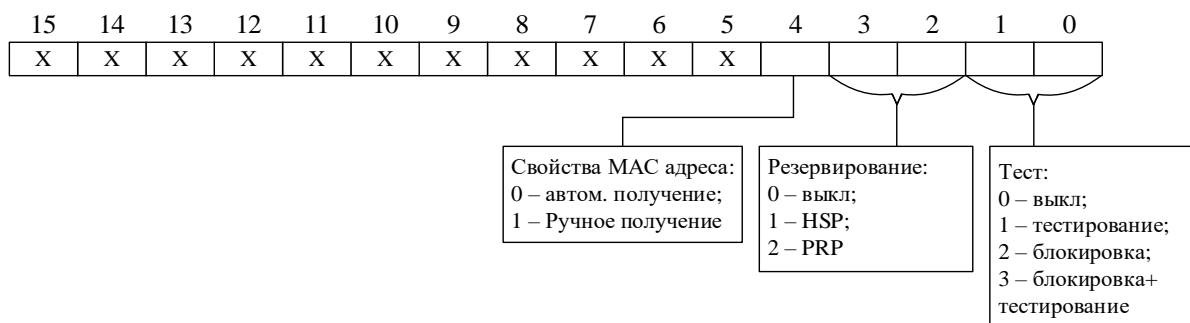 15 14 13 12 11 10 9 8 7 6 5 4 3 2 1 0
X X X X X X X X X X X
Свойства MAC адреса:
0 – автом. получение;
1 – Ручное получение
Резервирование:
0 – выкл;
1 – HSP;
2 – PRP
Тест:
0 – выкл;
1 – тестирование;
2 – блокировка;
3 – блокировка+
тестирование